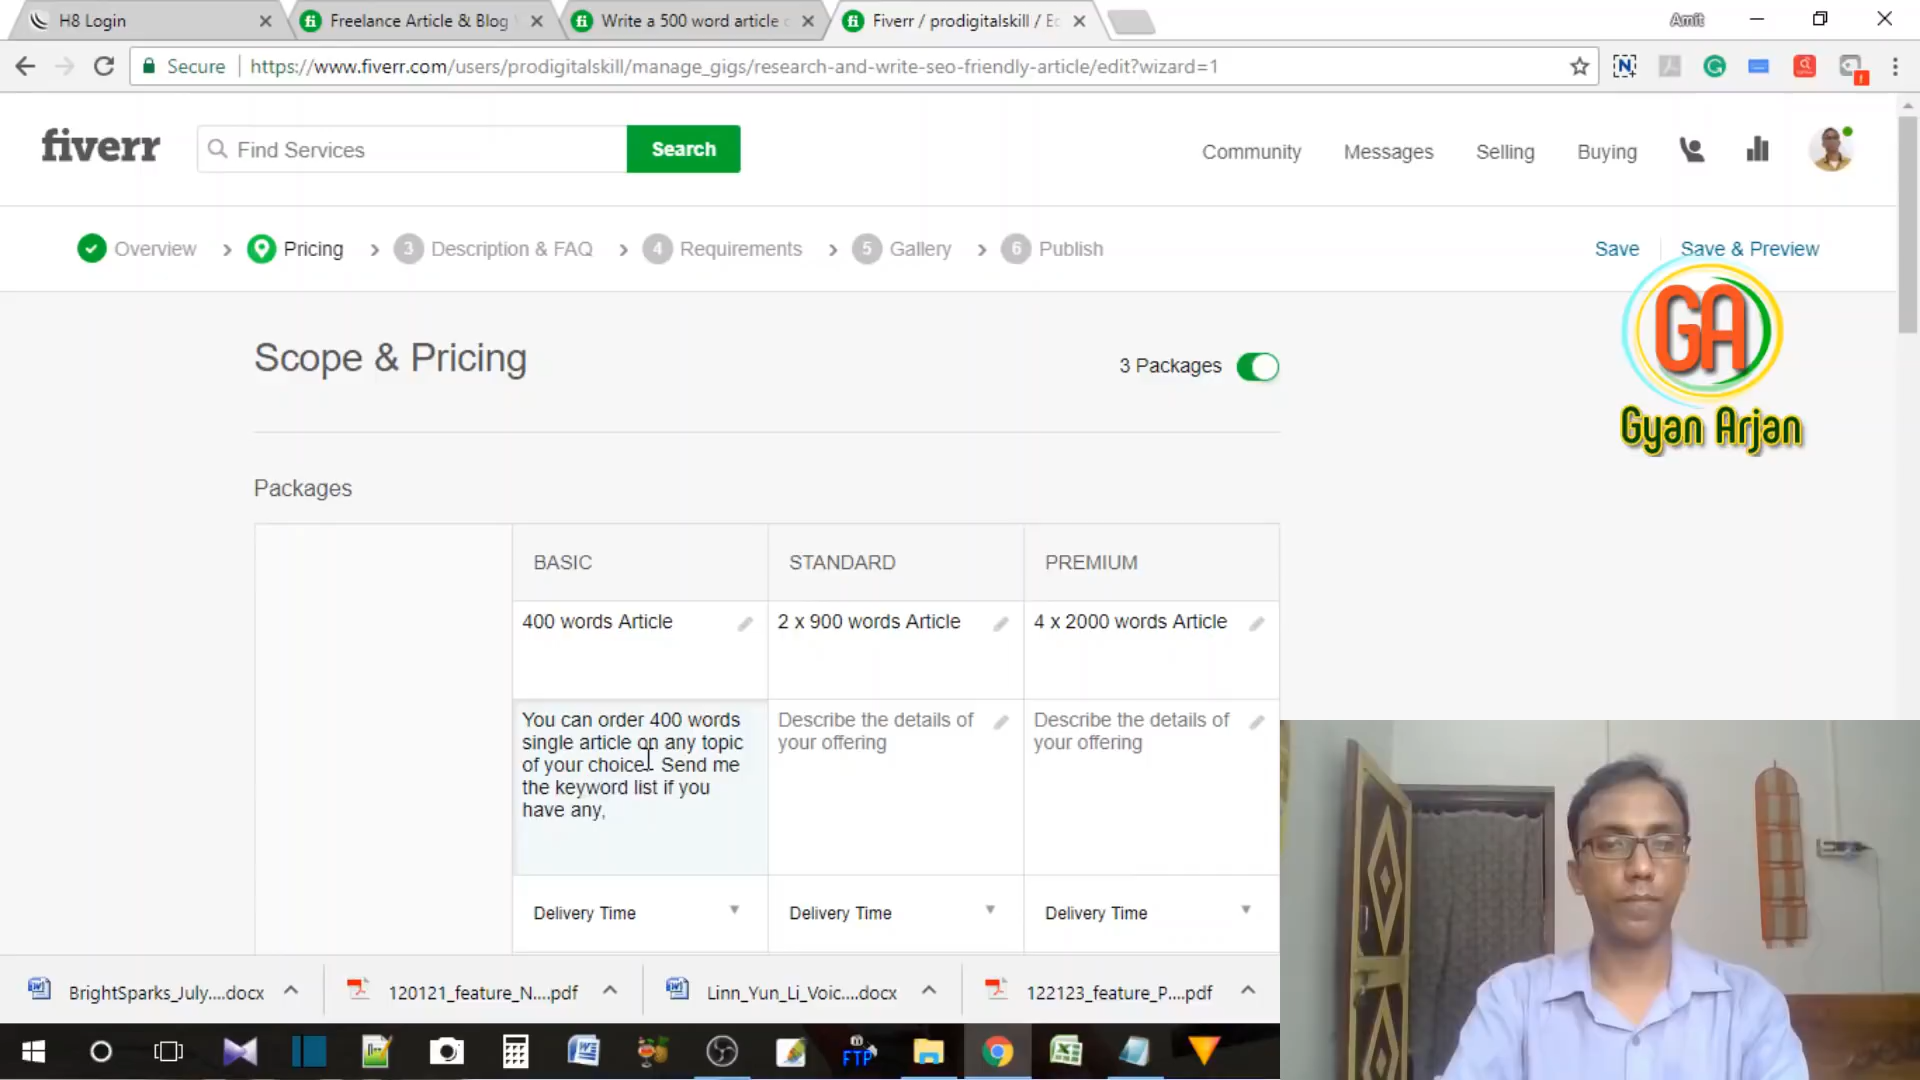 H8 Login
Freelance Article & Blog
Write a 500 word article
Fiverr / prodigitalskill / Ec
Amit
Secure
https://www.fiverr.com/users/prodigitalskill/manage_gigs/research-and-write-seo-friendly-article/edit?wizard=1
fiverr
Find Services
Search
Community
Messages
Selling
Buying
Overview
Pricing
3 Description & FAQ
4 Requirements
5 Gallery
6 Publish
Save
Save & Preview
GA
Gyan Arjan
Scope & Pricing
3 Packages
Packages
BASIC
STANDARD
PREMIUM
400 words Article
2 x 900 words Article
4 x 2000 words Article
You can order 400 words
single article on any topic
of your choice. Send me
the keyword list if you
have any,
Describe the details of
your offering
Describe the details of
your offering
Delivery Time
Delivery Time
Delivery Time
BrightSparks_July....docx
120121_feature_N....pdf
Linn_Yun_Li_Voic....docx
122123_feature_P....pdf
FTP